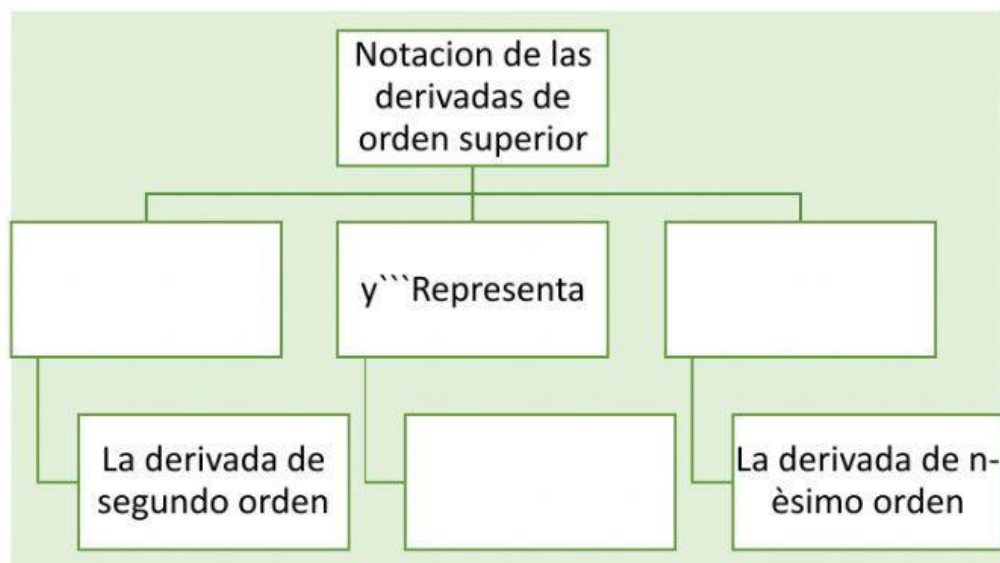 Notacion de las
derivadas de
orden superior
y```Representa
La derivada de
segundo orden
La derivada de n-
èsimo orden